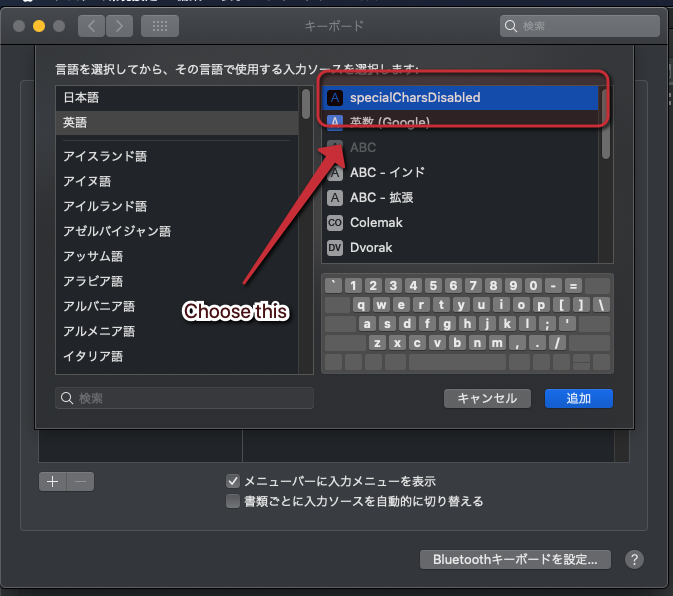 キーボード
検索
言語を選択してから、その言語で使用する入力ソースを選択します:
日本語
英語
アイスランド語
アイヌ語
アイルランド語
アゼルバイジャン語
アッサム語
アラビア語
アルバニア語
アルメニア語
イタリア語
A specialCharsDisabled
A 英数 (Google)
ABC
A ABC - インド
A ABC - 拡張
CO Colemak
DV Dvorak
Choose this
` 1 2 3 4 5 6 7 8 9 0 - =
q w e r t y u i o p [ ] \
a s d f g h j k l ; '
z x c v b n m , . /
検索
キャンセル
追加
+ −
メニューバーに入力メニューを表示
書類ごとに入力ソースを自動的に切り替える
Bluetoothキーボードを設定...
?